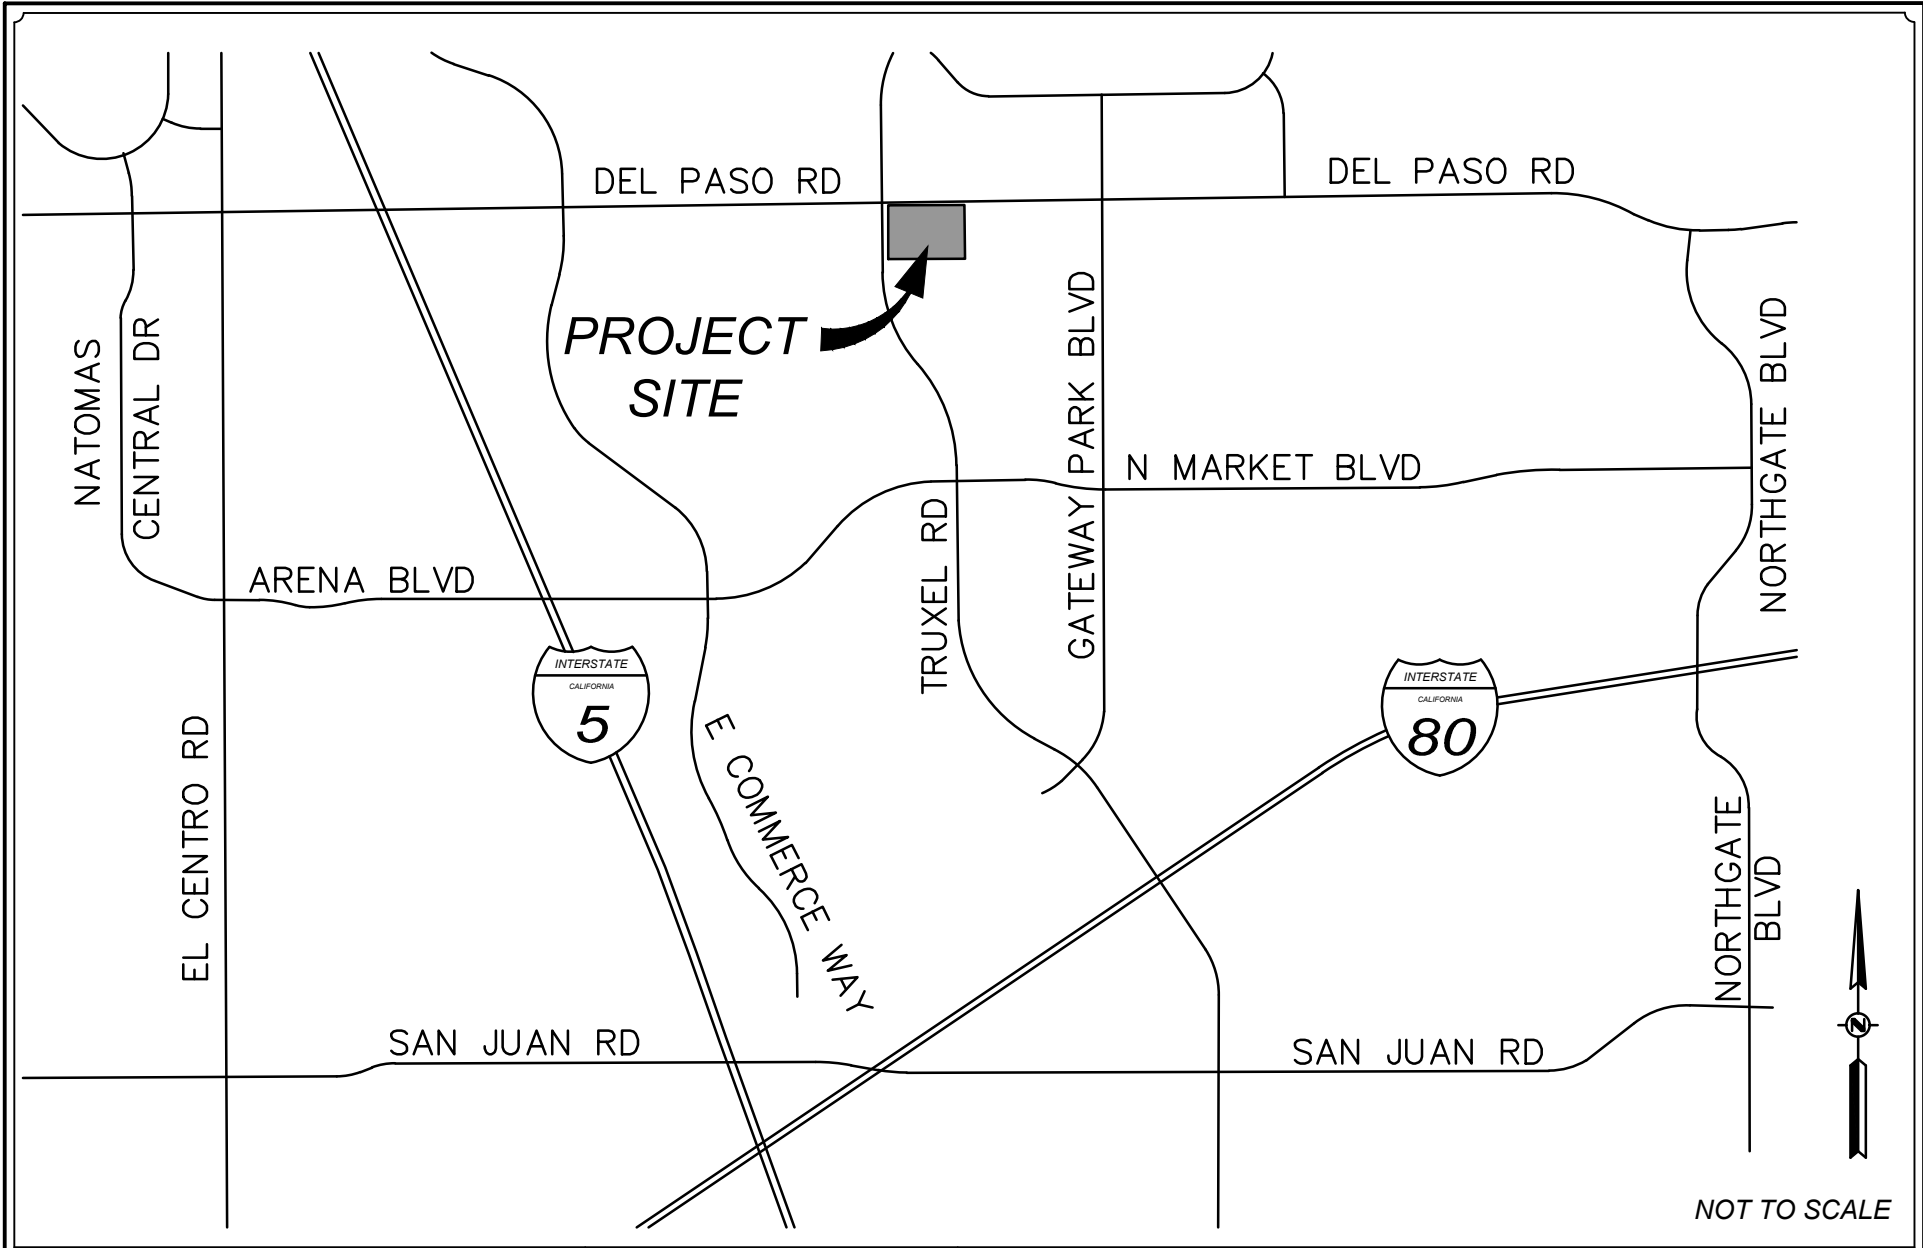 DEL PASO RD
DEL PASO RD
PROJECT
SITE
NATOMAS
CENTRAL DR
GATEWAY PARK BLVD
NORTHGATE BLVD
N MARKET BLVD
TRUXEL RD
ARENA BLVD
INTERSTATE
CALIFORNIA
5
INTERSTATE
CALIFORNIA
80
EL CENTRO RD
E COMMERCE WAY
NORTHGATE
BLVD
SAN JUAN RD
SAN JUAN RD
N
NOT TO SCALE